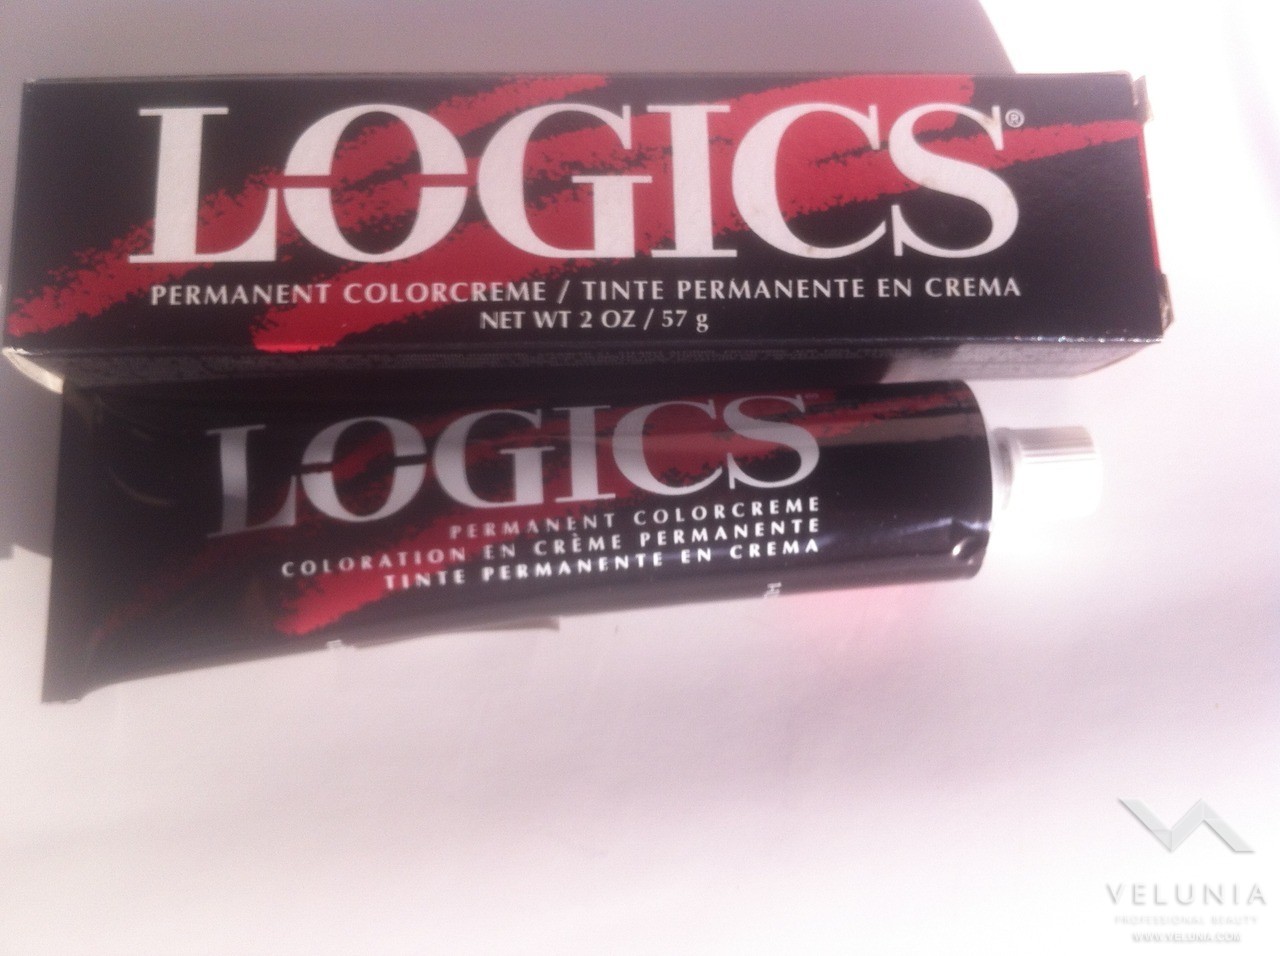 LOGICS®
PERMANENT COLORCREME / TINTE PERMANENTE EN CREMA
NET WT 2 OZ / 57 g
LOGICS
PERMANENT COLORCREME
COLORATION EN CRÈME PERMANENTE
TINTE PERMANENTE EN CREMA
VELUNIA
PROFESSIONAL BEAUTY
WWW.VELUNIA.COM